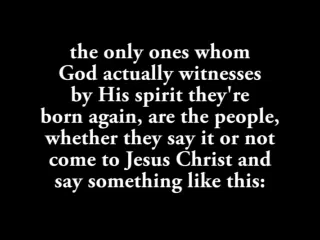 the only ones whom
God actually witnesses
by His spirit they're
born again, are the people,
whether they say it or not
come to Jesus Christ and
say something like this: